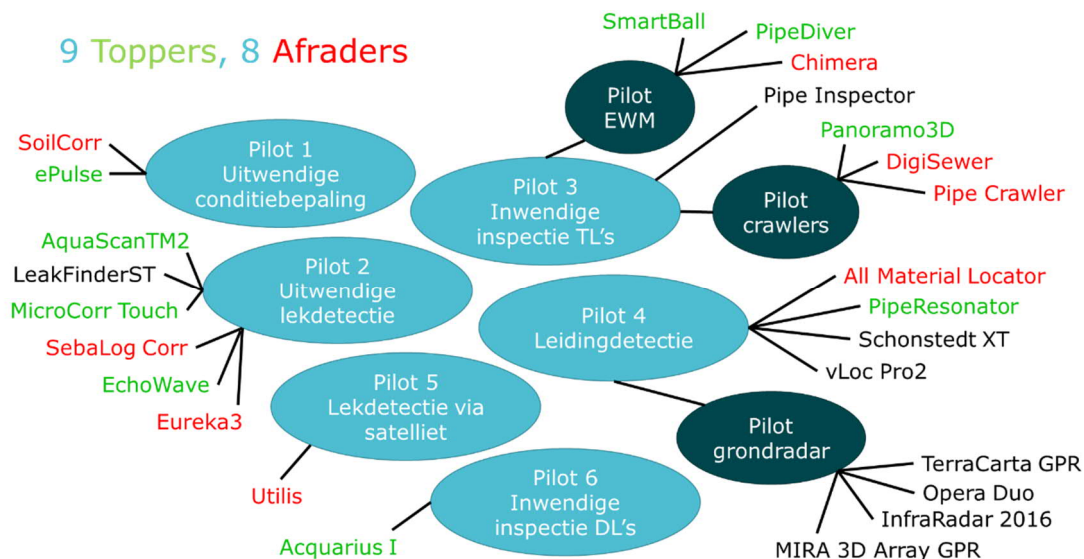 9 Toppers, 8 Afraders
SmartBall
PipeDiver
Chimera
Pilot
EWM
Pipe Inspector
Panoramo3D
DigiSewer
Pipe Crawler
SoilCorr
ePulse
Pilot 1
Uitwendige
conditiebepaling
Pilot 3
Inwendige
inspectie TL's
Pilot
crawlers
AquaScanTM2
LeakFinderST
MicroCorr Touch
SebaLog Corr
EchoWave
Eureka3
Pilot 2
Uitwendige
lekdetectie
Pilot 4
Leidingdetectie
All Material Locator
PipeResonator
Schonstedt XT
vLoc Pro2
Pilot 5
Lekdetectie via
satelliet
Utilis
Pilot
grondradar
TerraCarta GPR
Opera Duo
InfraRadar 2016
MIRA 3D Array GPR
Pilot 6
Inwendige
inspectie DL's
Acquarius I